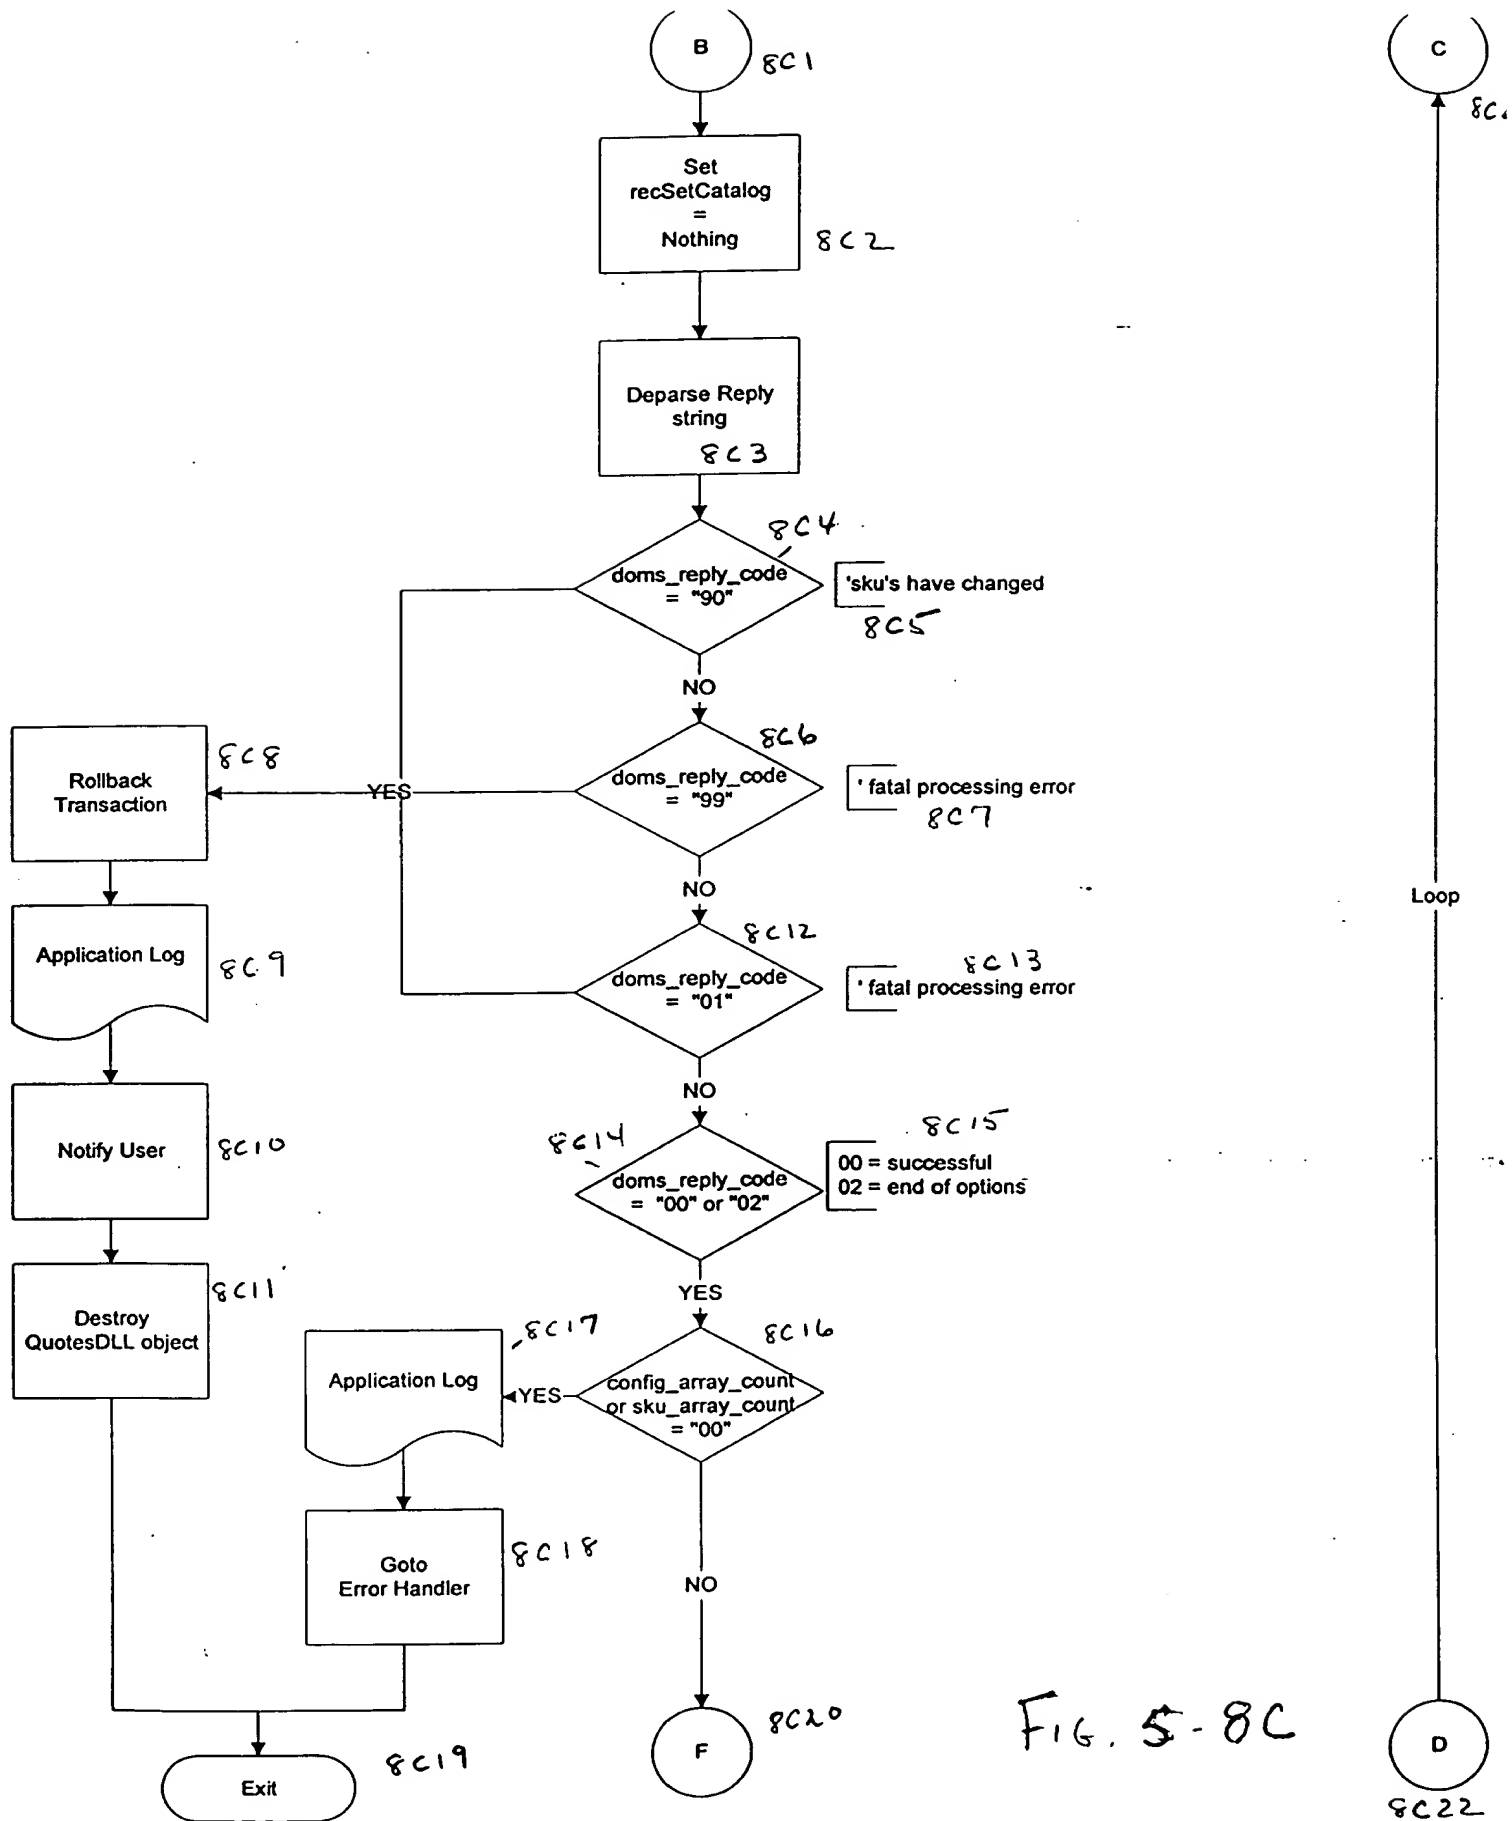 B
8C1
C
Set
recSetCatalog
=
Nothing
8C2
Deparse Reply
string
8C3
8C4
doms_reply_code
= "90"
'sku's have changed
8C5
NO
8C6
doms_reply_code
= "99"
' fatal processing error
8C7
YES
Rollback
Transaction
8C8
NO
Loop
8C12
doms_reply_code
= "01"
8C13
' fatal processing error
Application Log
8C9
NO
8C14
doms_reply_code
= "00" or "02"
8C15
00 = successful
02 = end of options
Notify User
8C10
YES
Destroy
QuotesDLL object
8C11
8C16
config_array_count
or sku_array_count
= "00"
YES
Application Log
8C17
Goto
Error Handler
8C18
NO
F
8C20
FIG. 5-8C
D
8C22
Exit
8C19